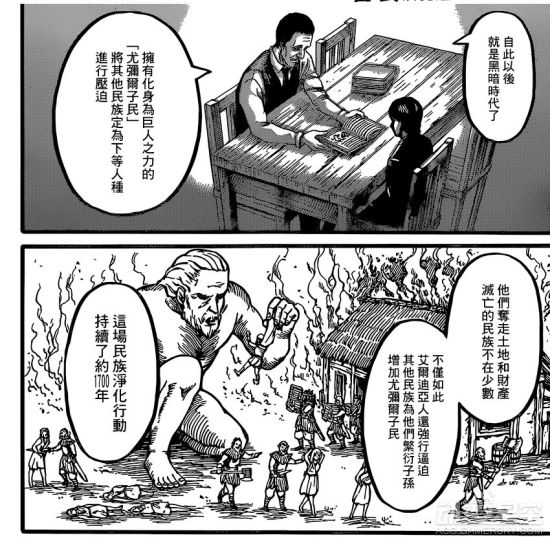 自此以後
就是黑暗時代了
擁有化身為巨人之力的
「尤彌爾子民」
將其他民族定為下等人種
進行壓迫
他們奪走土地和財產
滅亡的民族不在少數
不僅如此
艾爾迪亞人還強行逼迫
其他民族為他們繁衍子孫
增加尤彌爾子民
這場民族淨化行動
持續了約1700年
ACG.GAMERSKY.COM